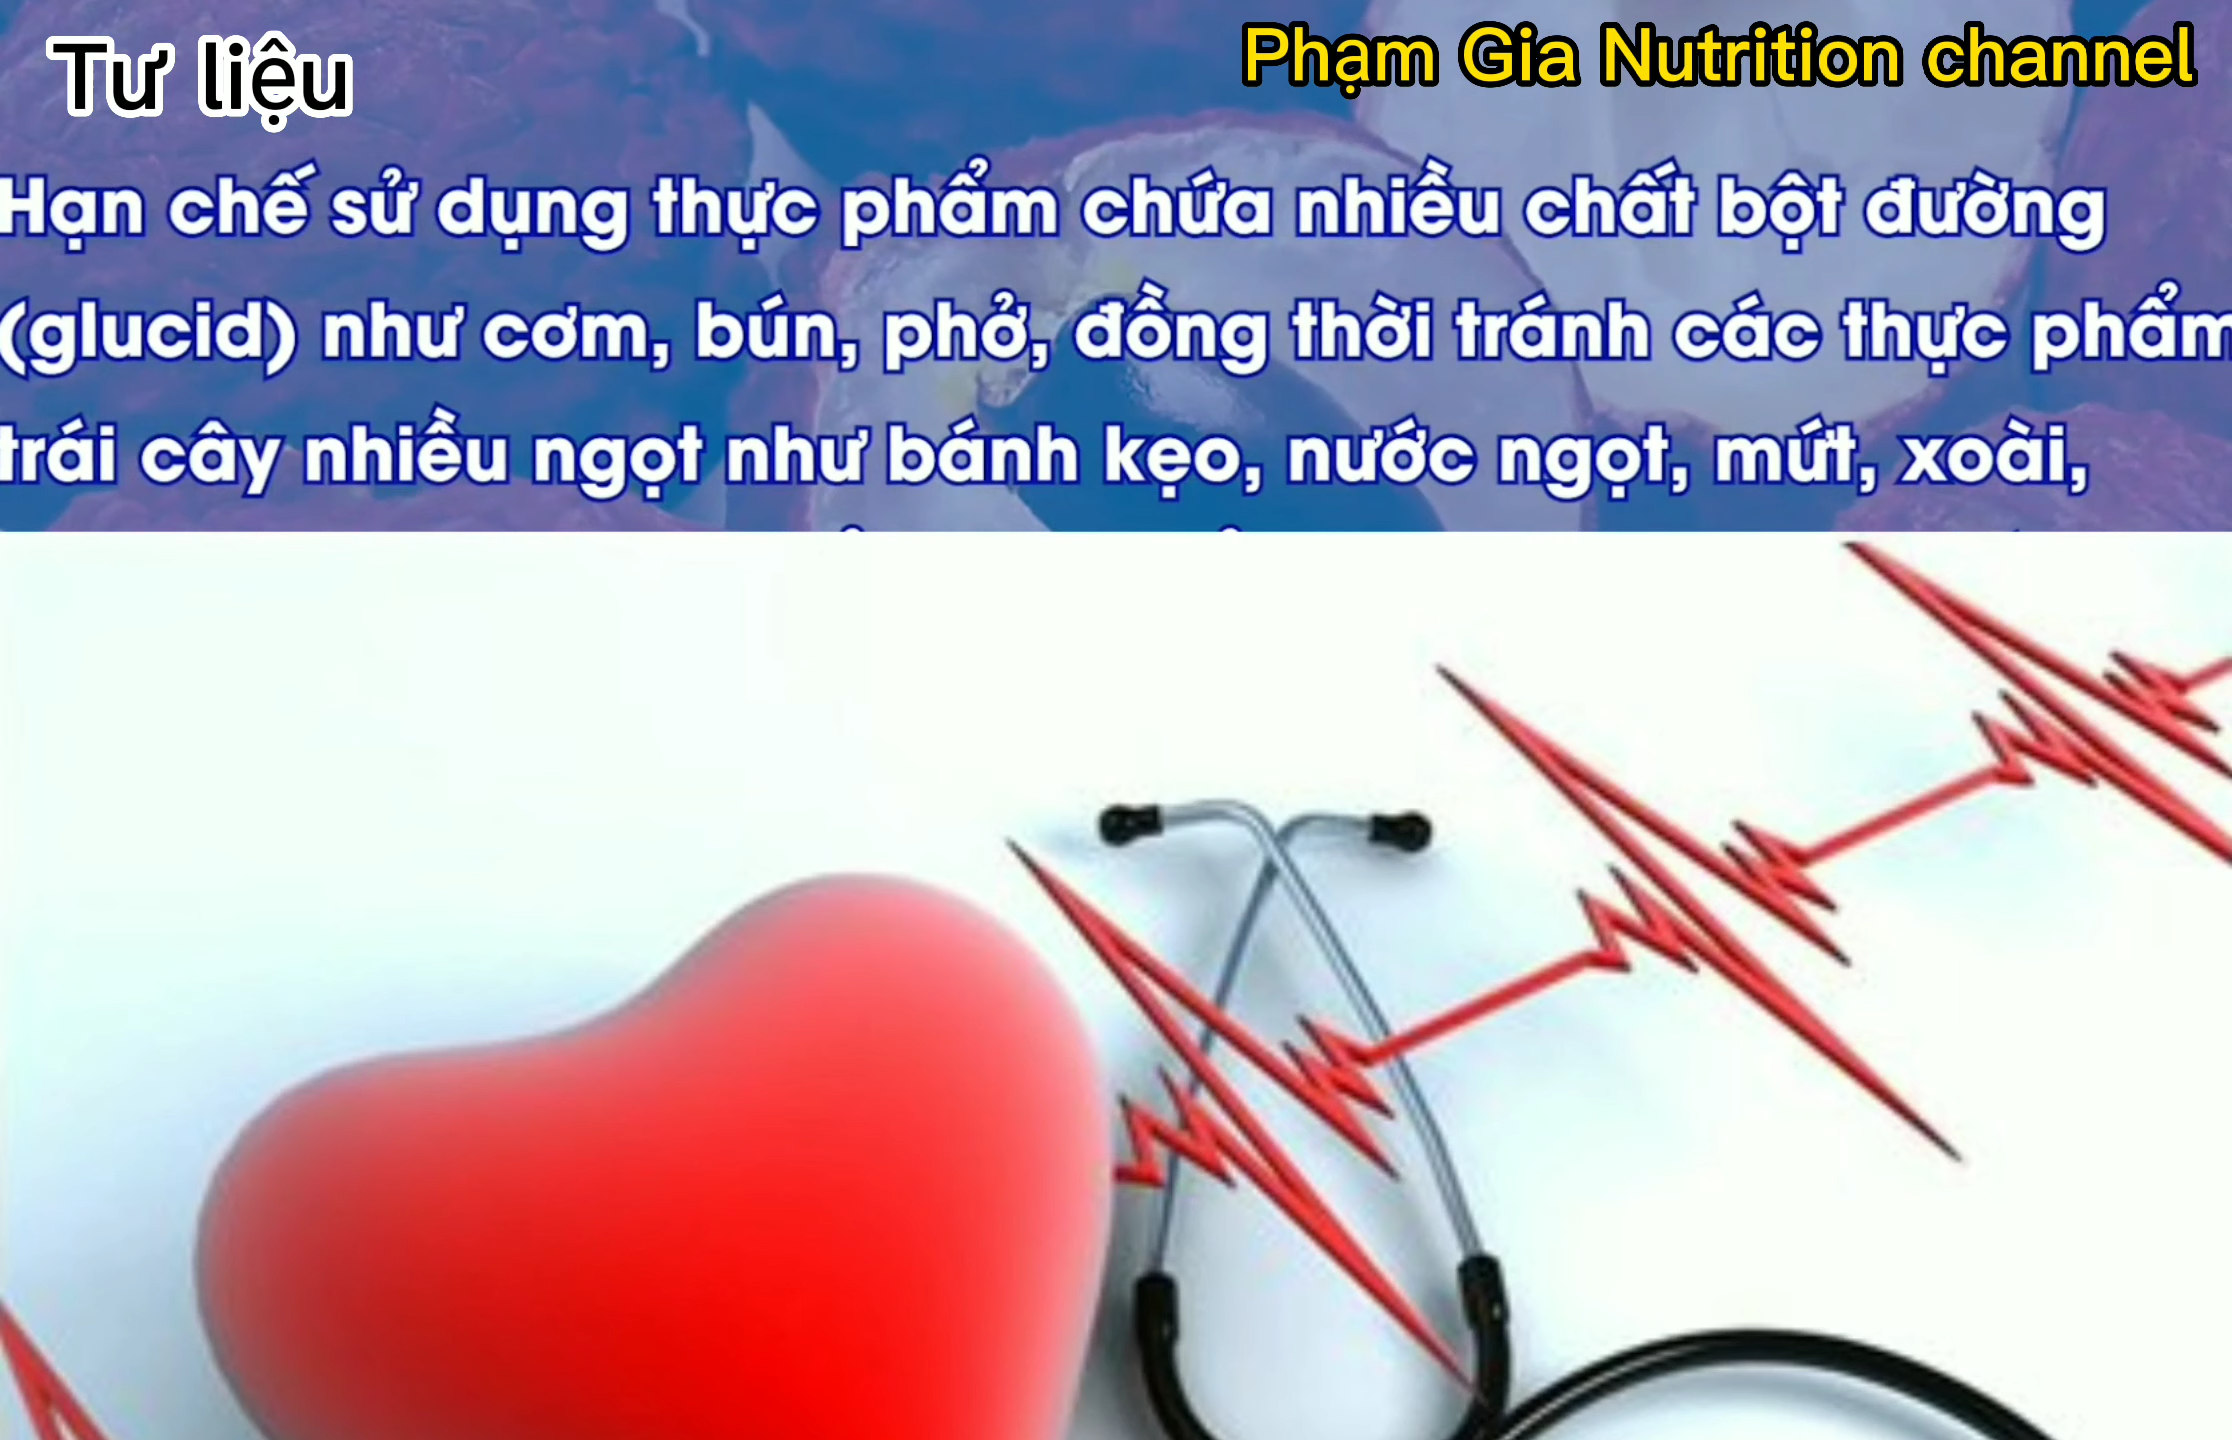 Tư liệu
Phạm Gia Nutrition channel
Hạn chế sử dụng thực phẩm chứa nhiều chất bột đường
(glucid) như cơm, bún, phở, đồng thời tránh các thực phẩm
trái cây nhiều ngọt như bánh kẹo, nước ngọt, mứt, xoài,